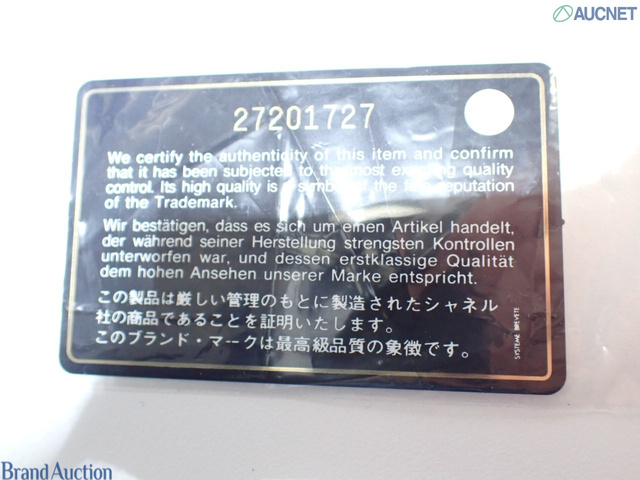 AUCNET
27201727
We certify the authenticity of this item and confirm
that it has been subjected to the most exacting quality
control. Its high quality is a symbol of the fine reputation
of the Trademark.
Wir bestätigen, dass es sich um einen Artikel handelt,
der während seiner Herstellung strengsten Kontrollen
unterworfen war, und dessen erstklassige Qualität
dem hohen Ansehen unserer Marke entspricht.
この製品は厳しい管理のもとに製造されたシャネル
社の商品であることを証明いたします。
このブランド・マークは最高級品質の象徴です。
SYSTEME BREVETE
Brand Auction